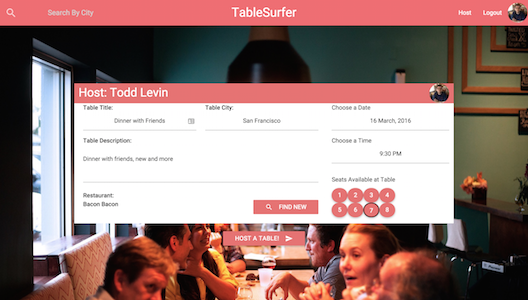 Search By City
TableSurfer
Host
Logout
Host: Todd Levin
Table Title:
Dinner with Friends
Table City:
San Francisco
Choose a Date
16 March, 2016
Table Description:
Dinner with friends, new and more
Choose a Time
9:30 PM
Seats Available at Table
1 2 3 4
5 6 7 8
Restaurant:
Bacon Bacon
FIND NEW
HOST A TABLE!